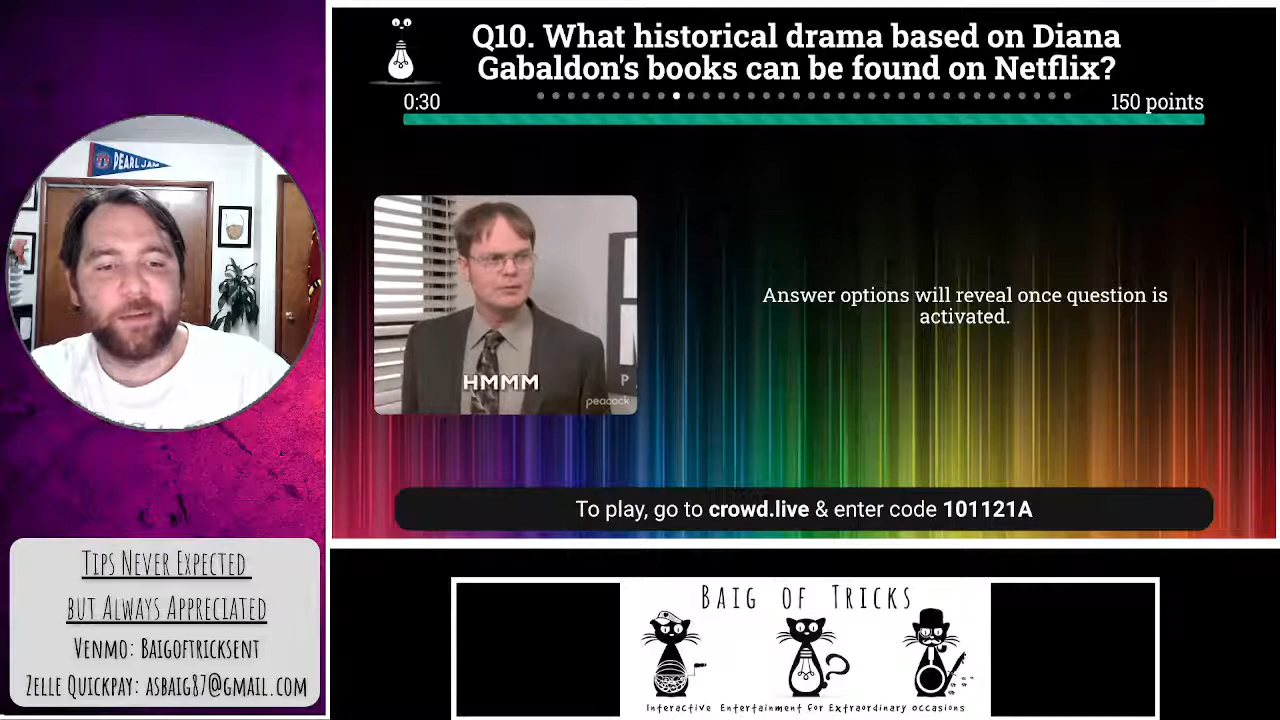 Q10. What historical drama based on Diana
Gabaldon's books can be found on Netflix?
0:30
150 points
PEARL JAM
HMMM
peacock
P
Answer options will reveal once question is
activated.
To play, go to crowd.live & enter code 101121A
TIPS NEVER EXPECTED
BUT ALWAYS APPRECIATED
VENMO: BAIGOFTRICKSENT
ZELLE QUICKPAY: ASBAIG87@GMAIL.COM
BAIG OF TRICKS
Interactive Entertainment for Extraordinary Occasions